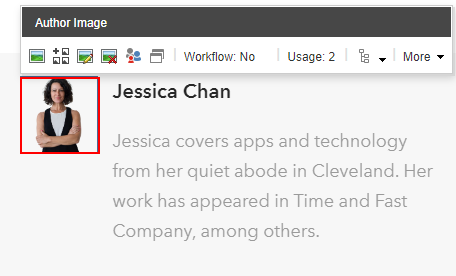 Author Image
Workflow: No Usage: 2 More
Jessica Chan
Jessica covers apps and technology
from her quiet abode in Cleveland. Her
work has appeared in Time and Fast
Company, among others.